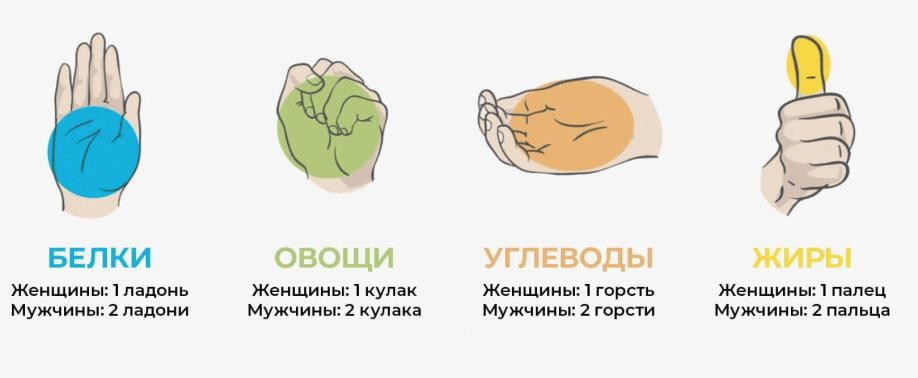 БЕЛКИ
Женщины: 1 ладонь
Мужчины: 2 ладони
ОВОЩИ
Женщины: 1 кулак
Мужчины: 2 кулака
УГЛЕВОДЫ
Женщины: 1 горсть
Мужчины: 2 горсти
ЖИРЫ
Женщины: 1 палец
Мужчины: 2 пальца